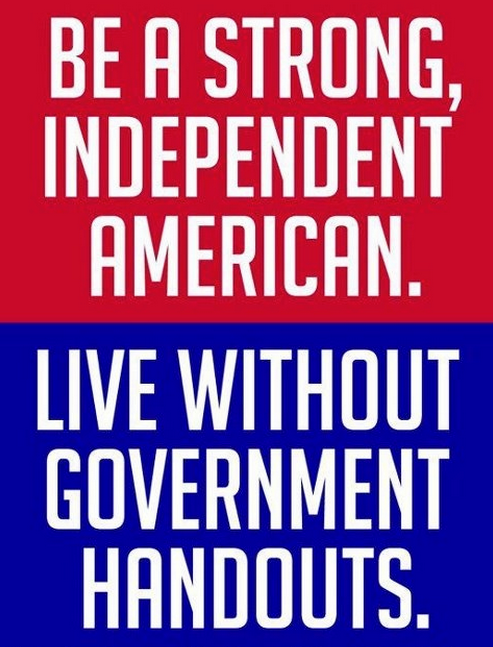 BE A STRONG,
INDEPENDENT
AMERICAN.
LIVE WITHOUT
GOVERNMENT
HANDOUTS.